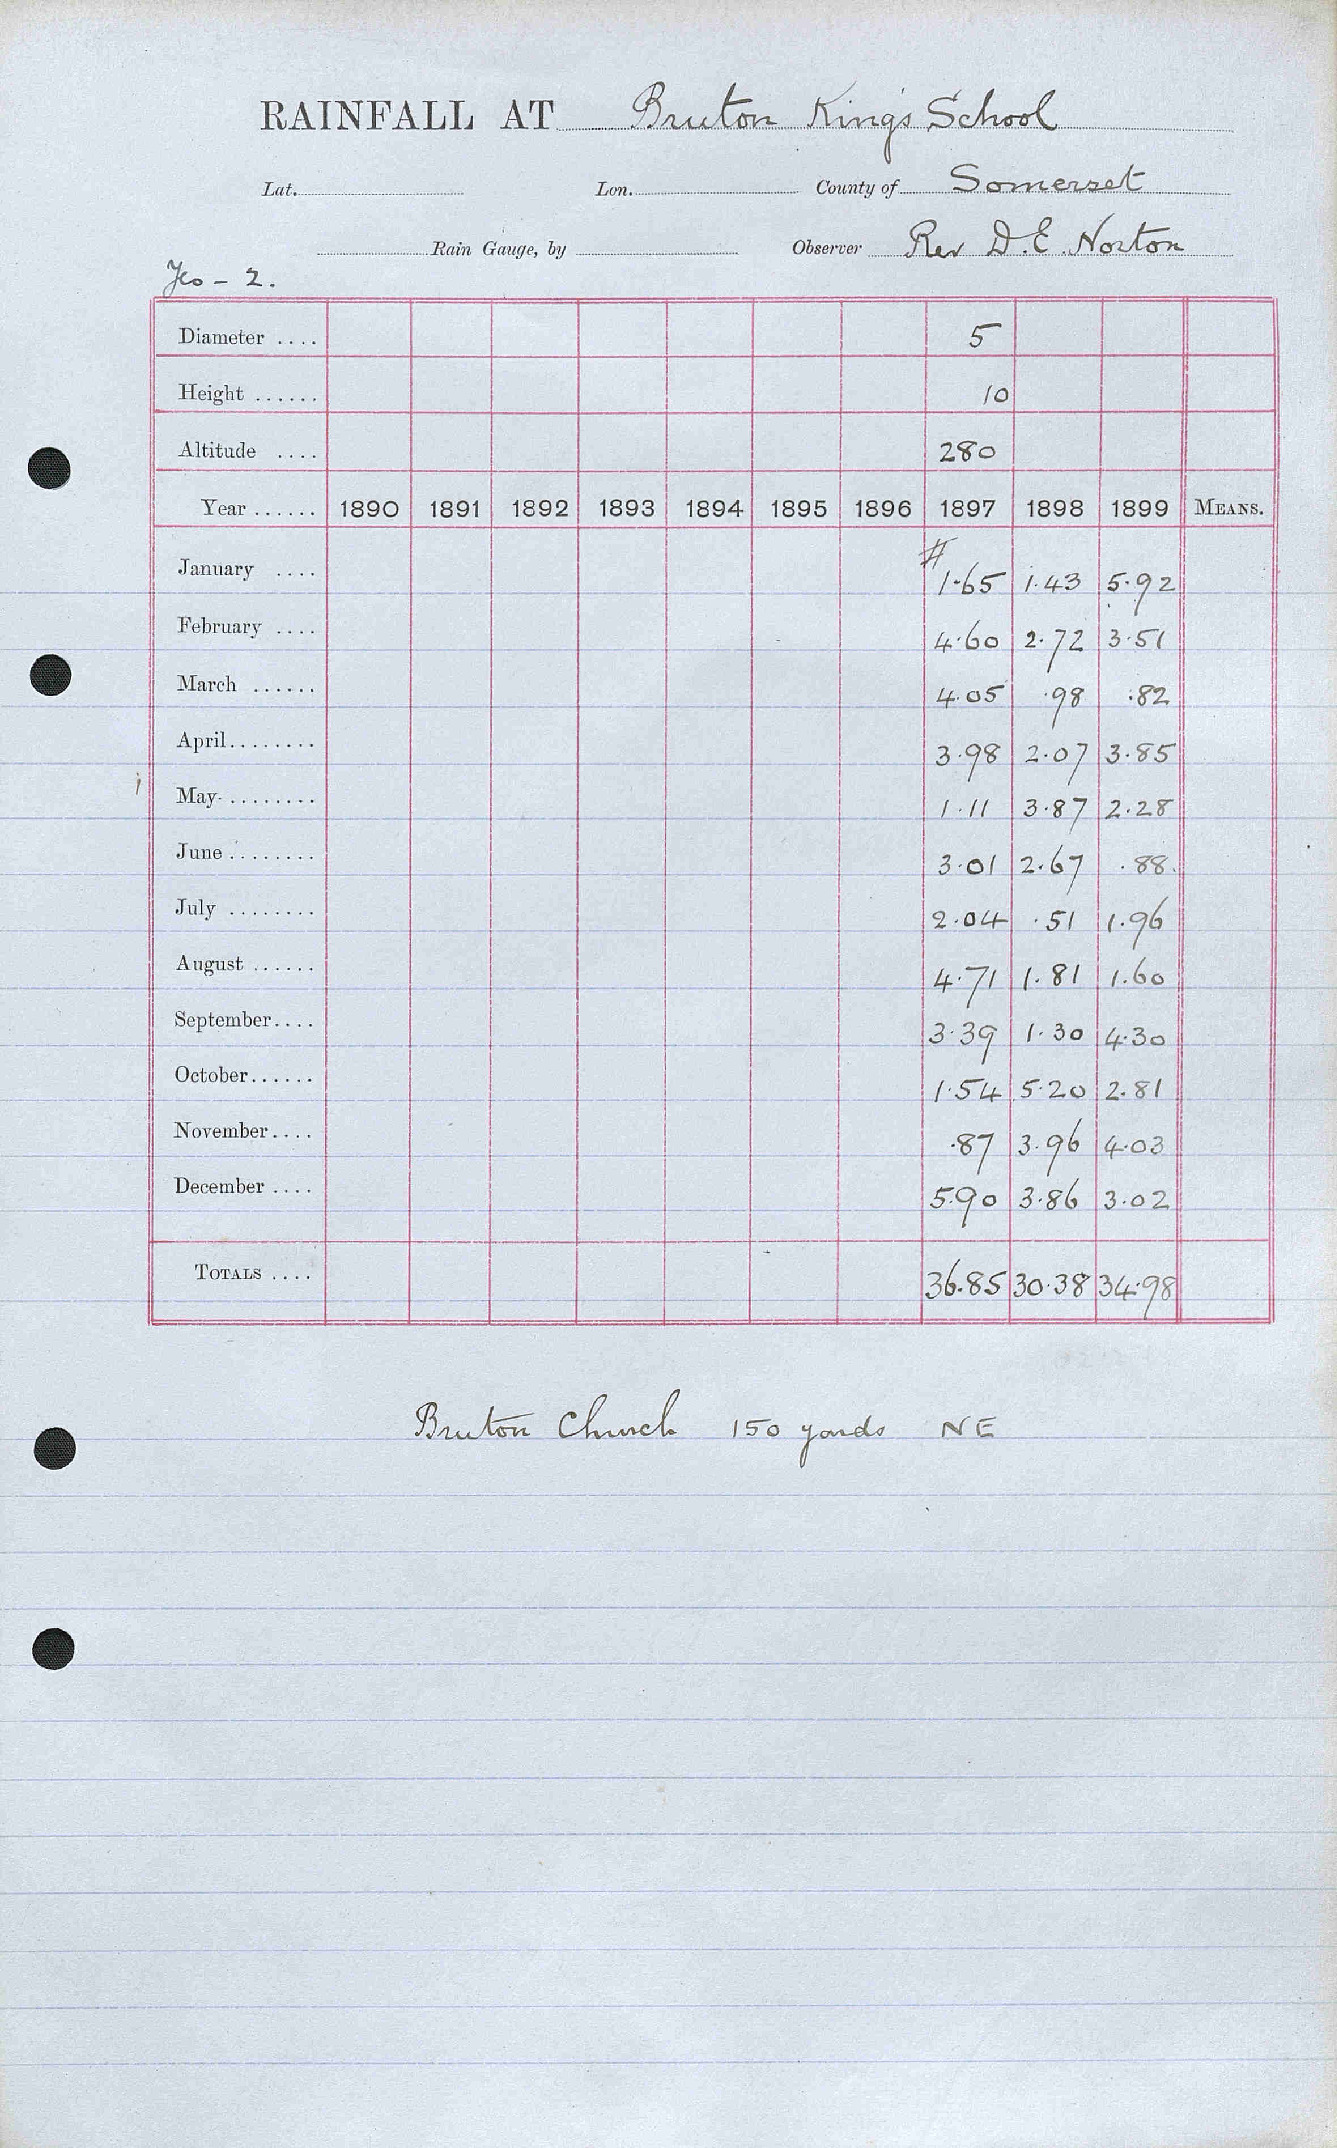 RAINFALL AT Bruton King's School
Lat. Lon. County of Somerset
Rain Gauge, by Observer Rev D.E. Norton
Yeo - 2.
Diameter .... 5
Height ...... 10
Altitude .... 280
Year ...... 1890 1891 1892 1893 1894 1895 1896 1897 1898 1899 MEANS.
#
January .... 1.65 1.43 5.92
February .... 4.60 2.72 3.51
March ...... 4.05 .98 .82
April........ 3.98 2.07 3.85
May ........ 1.11 3.87 2.28
June ........ 3.01 2.67 .88
July ........ 2.04 .51 1.96
August ...... 4.71 1.81 1.60
September.... 3.39 1.30 4.30
October...... 1.54 5.20 2.81
November.... .87 3.96 4.03
December .... 5.90 3.86 3.02
TOTALS .... 36.85 30.38 34.98
Bruton Church 150 yards NE